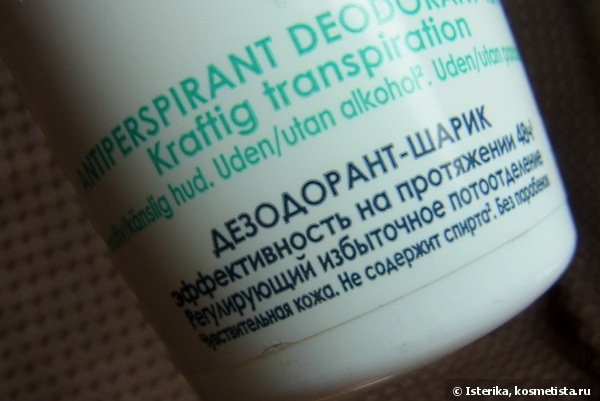 ANTIPERSPIRANT DEODORANT
Kraftig transpiration
känslig hud. Uden/utan alkohol². Uden/utan
ДЕЗОДОРАНТ-ШАРИК
эффективность на протяжении 48ч¹
Регулирующий избыточное потоотделение
Чувствительная кожа. Не содержит спирта². Без парабенов
© Isterika, kosmetista.ru